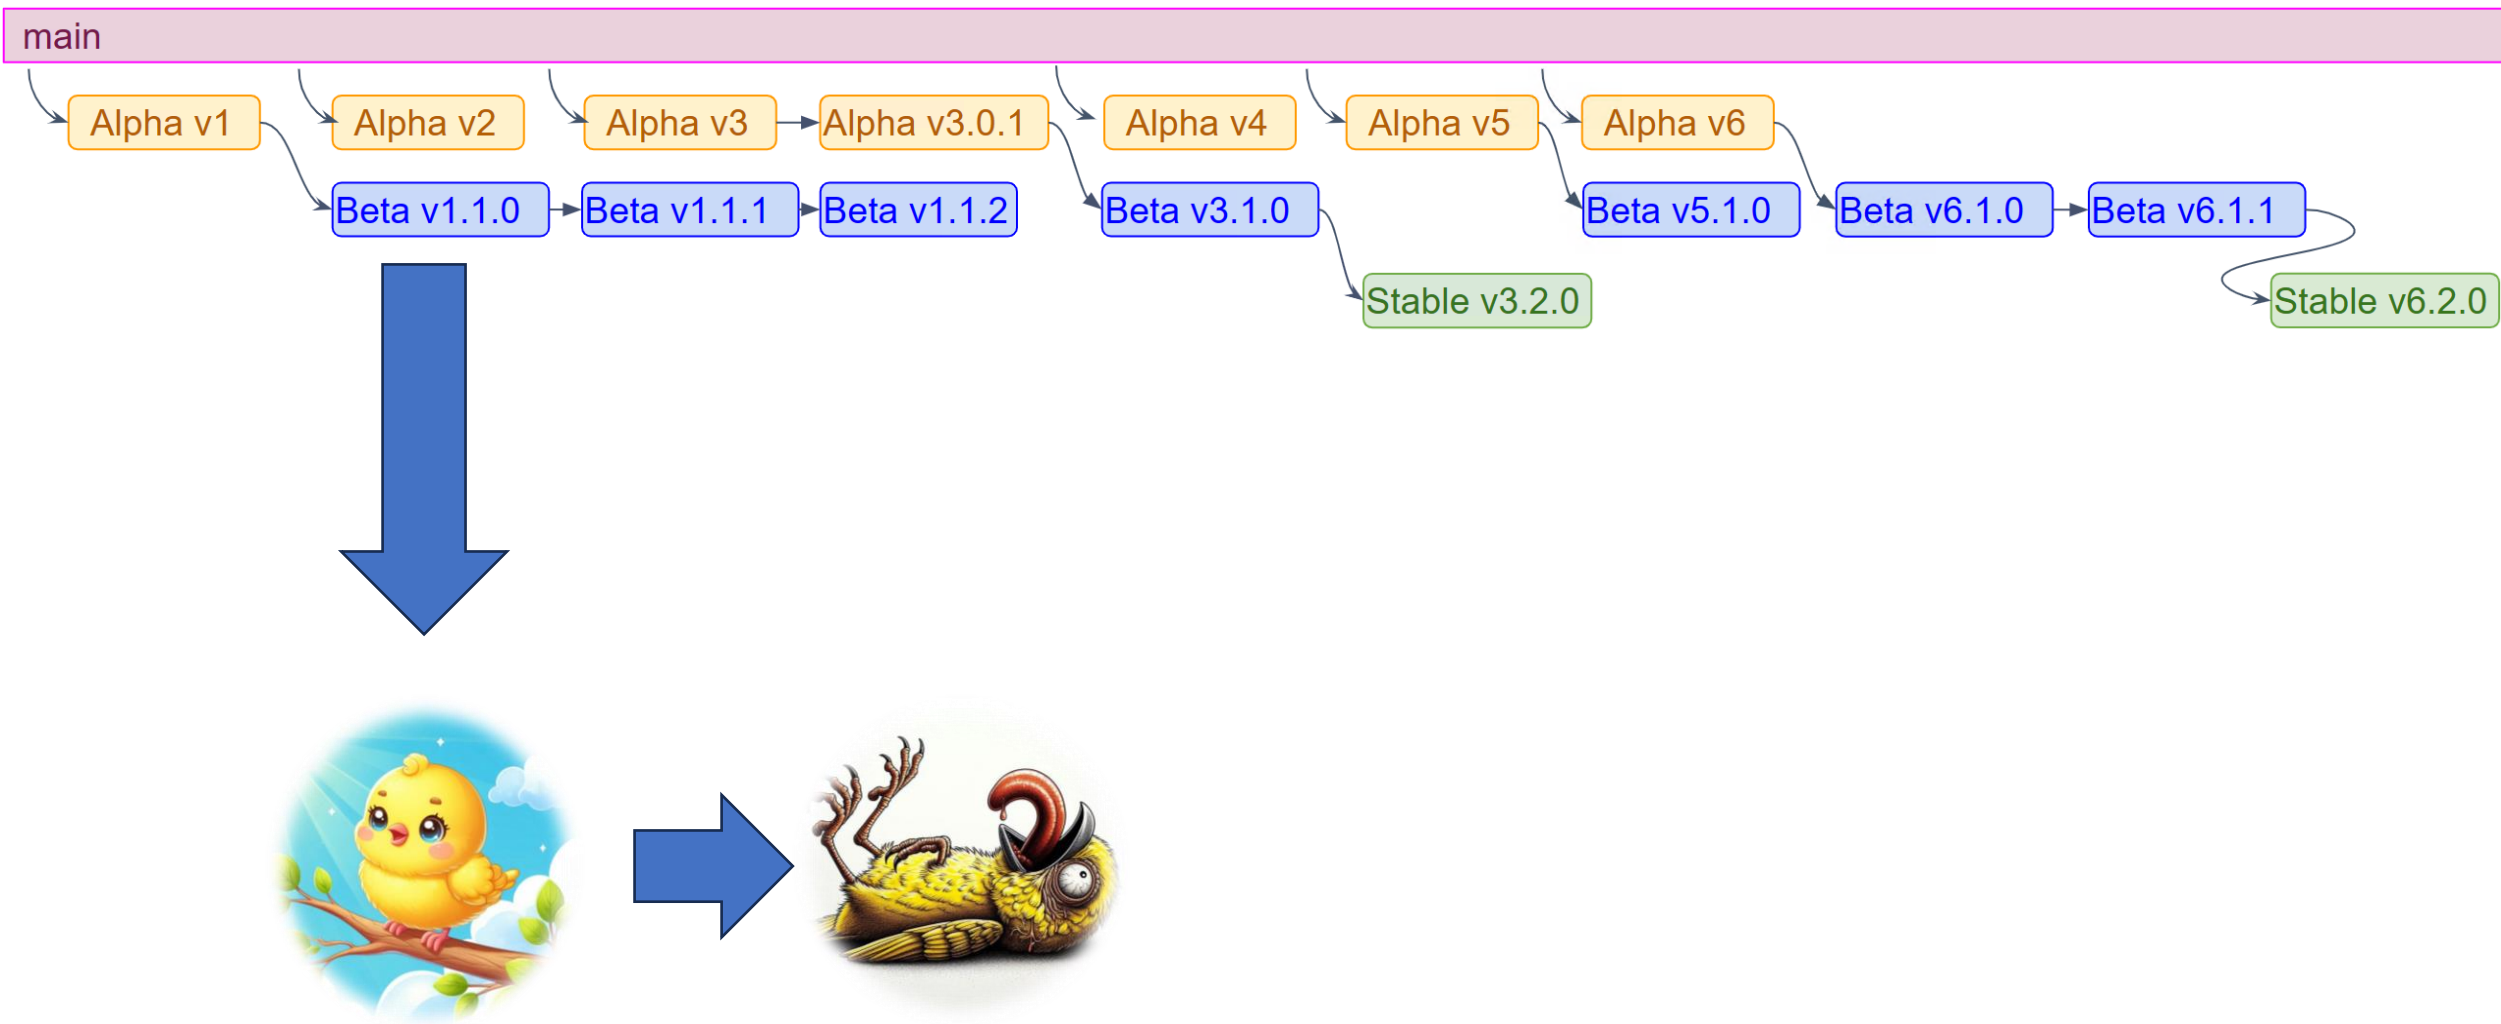 main
Alpha v1
Alpha v2
Alpha v3
Alpha v3.0.1
Alpha v4
Alpha v5
Alpha v6
Beta v1.1.0
Beta v1.1.1
Beta v1.1.2
Beta v3.1.0
Beta v5.1.0
Beta v6.1.0
Beta v6.1.1
Stable v3.2.0
Stable v6.2.0